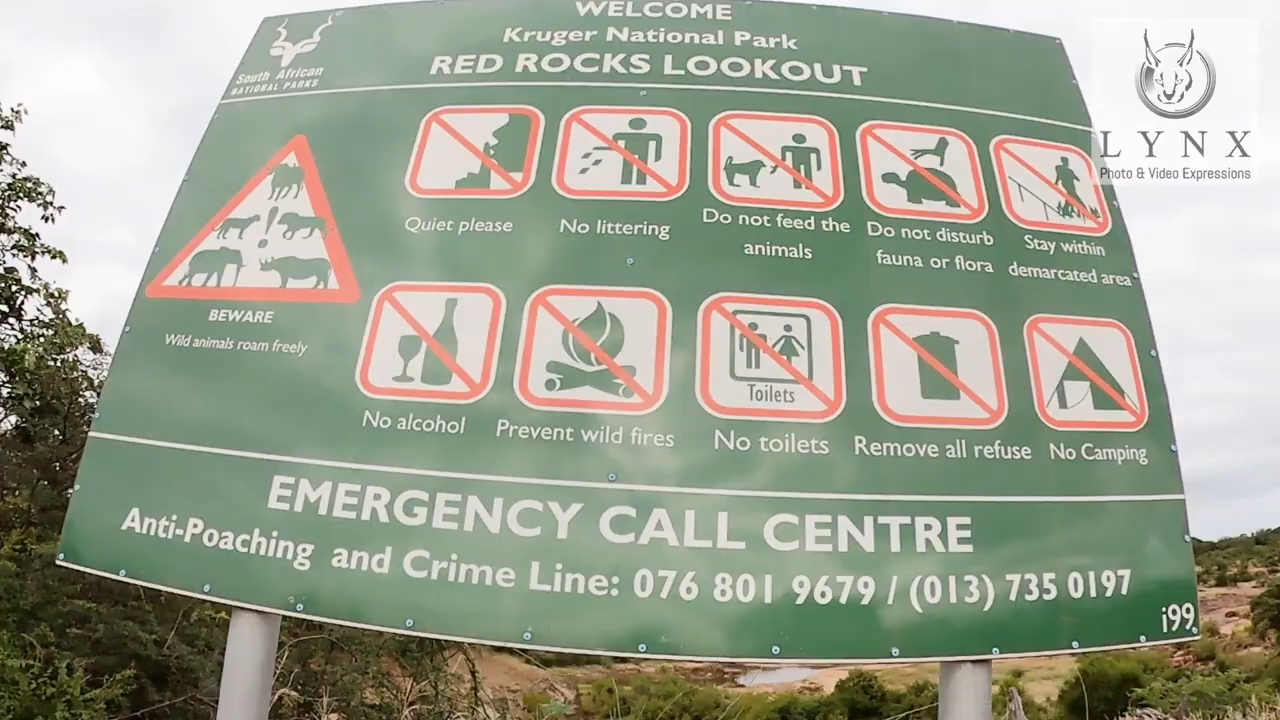 WELCOME
Kruger National Park
RED ROCKS LOOKOUT
South African
NATIONAL PARKS
LYNX
Photo & Video Expressions
Quiet please
No littering
Do not feed the
animals
Do not disturb
fauna or flora
Stay within
demarcated area
BEWARE
Wild animals roam freely
Toilets
No alcohol
Prevent wild fires
No toilets
Remove all refuse
No Camping
EMERGENCY CALL CENTRE
Anti-Poaching and Crime Line: 076 801 9679 / (013) 735 0197
i99